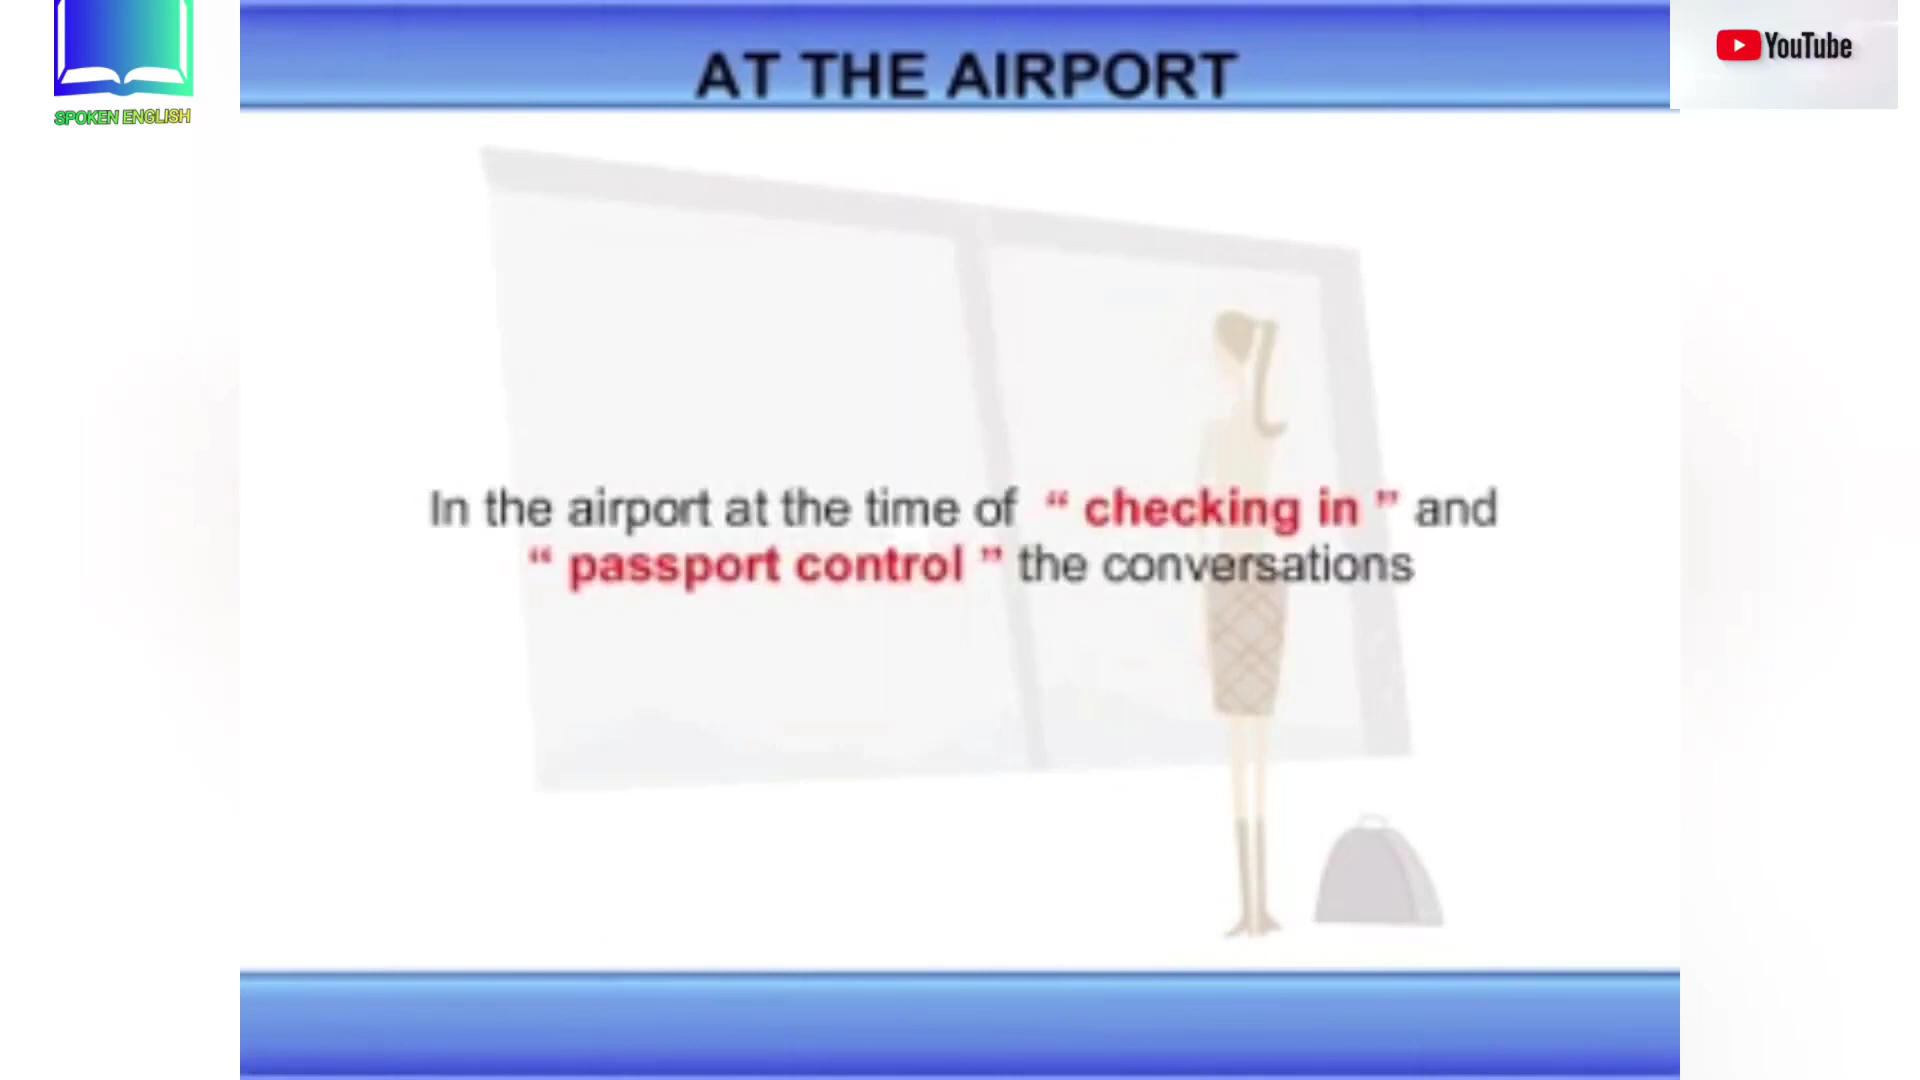 SPOKEN ENGLISH
AT THE AIRPORT
YouTube
In the airport at the time of “ checking in ” and
“ passport control ” the conversations